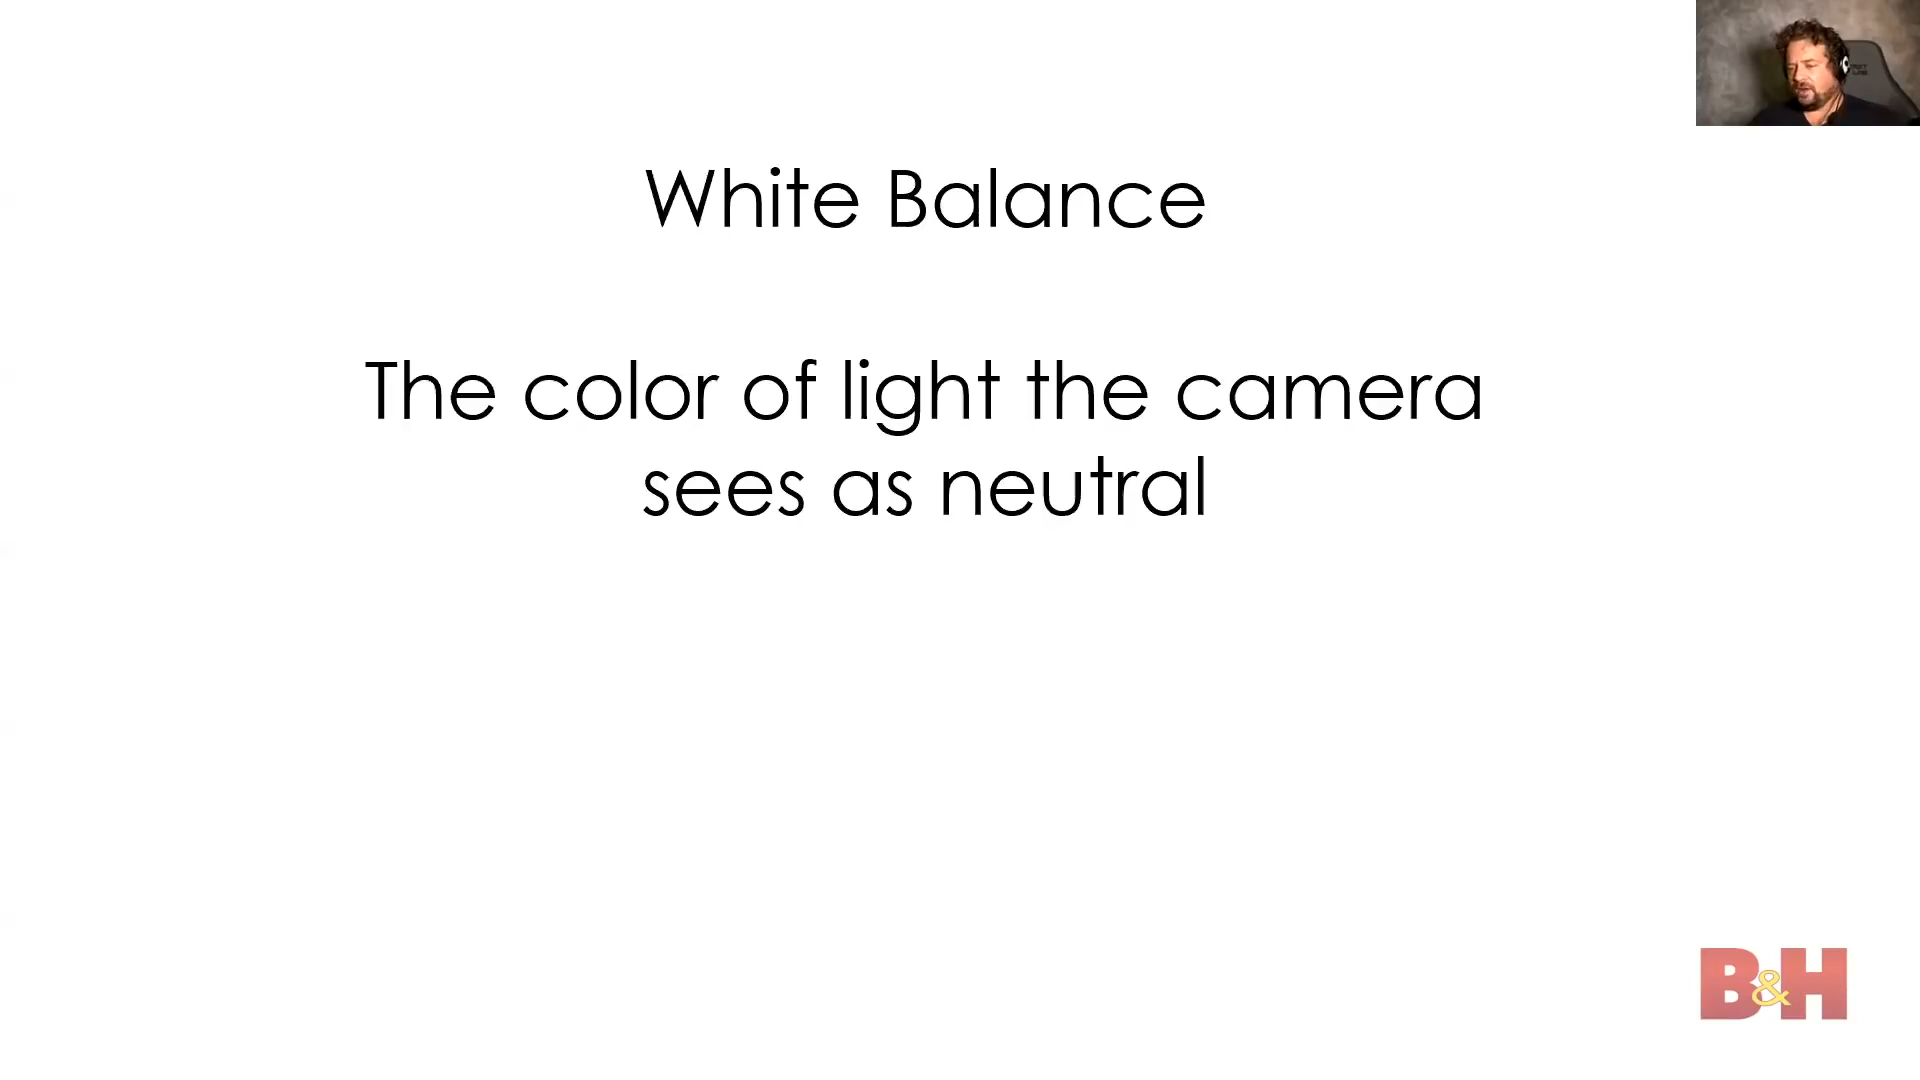 White Balance
The color of light the camera
sees as neutral
B&H